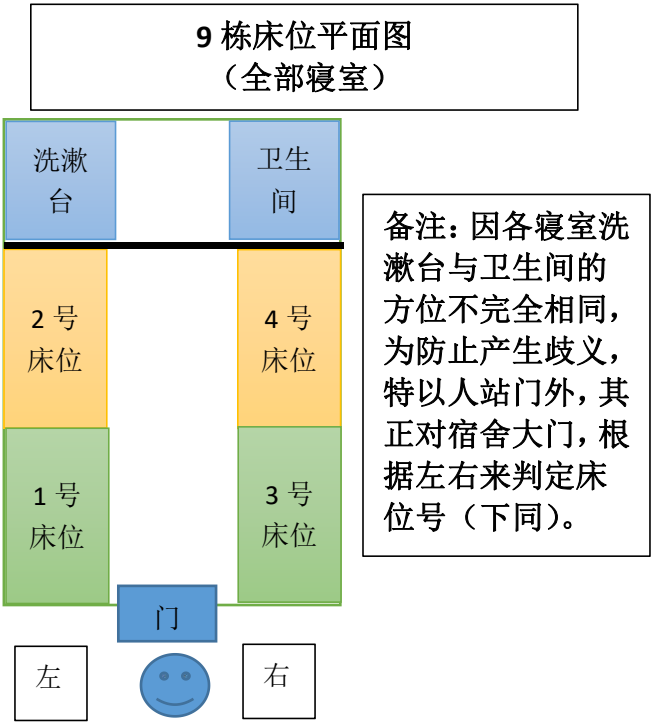 9 栋床位平面图
（全部寝室）
洗漱
台
卫生
间
2 号
床位
4 号
床位
1 号
床位
3 号
床位
门
左
右
备注：因各寝室洗
漱台与卫生间的
方位不完全相同，
为防止产生歧义，
特以人站门外，其
正对宿舍大门，根
据左右来判定床
位号（下同）。